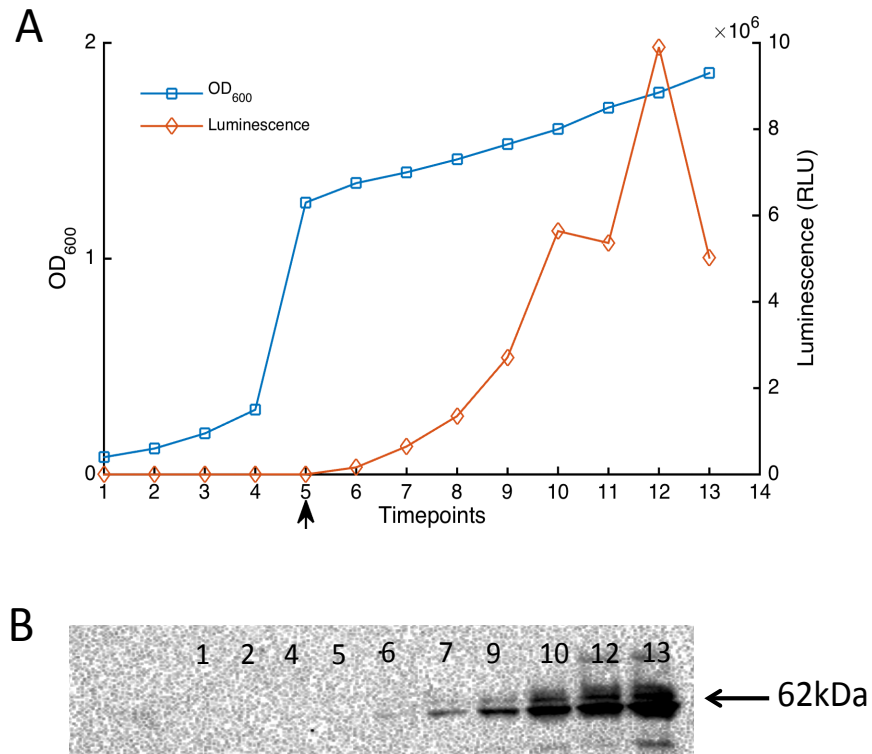 A
2
1
0
OD600
×10⁶
10
8
6
4
2
0
Luminescence (RLU)
OD600
Luminescence
1 2 3 4 5 6 7 8 9 10 11 12 13 14
Timepoints
B
1 2 4 5 6 7 9 10 12 13
62kDa